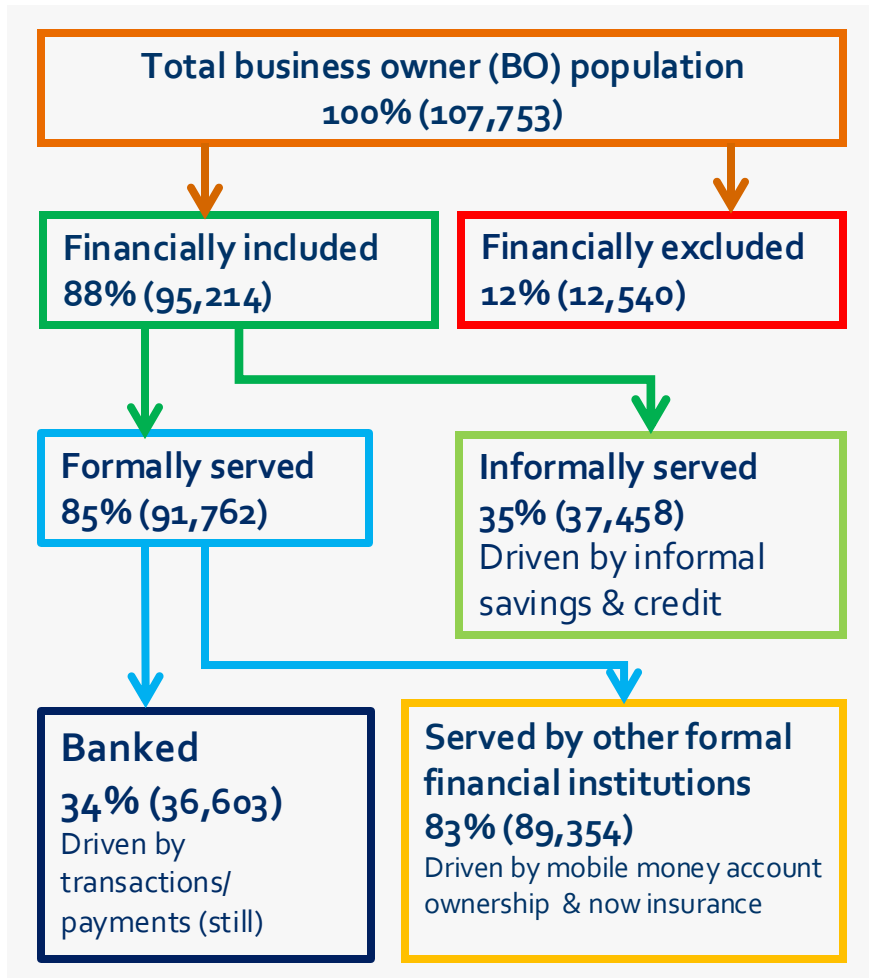 Total business owner (BO) population
100% (107,753)
Financially included
88% (95,214)
Financially excluded
12% (12,540)
Formally served
85% (91,762)
Informally served
35% (37,458)
Driven by informal
savings & credit
Banked
34% (36,603)
Driven by
transactions/
payments (still)
Served by other formal
financial institutions
83% (89,354)
Driven by mobile money account
ownership & now insurance